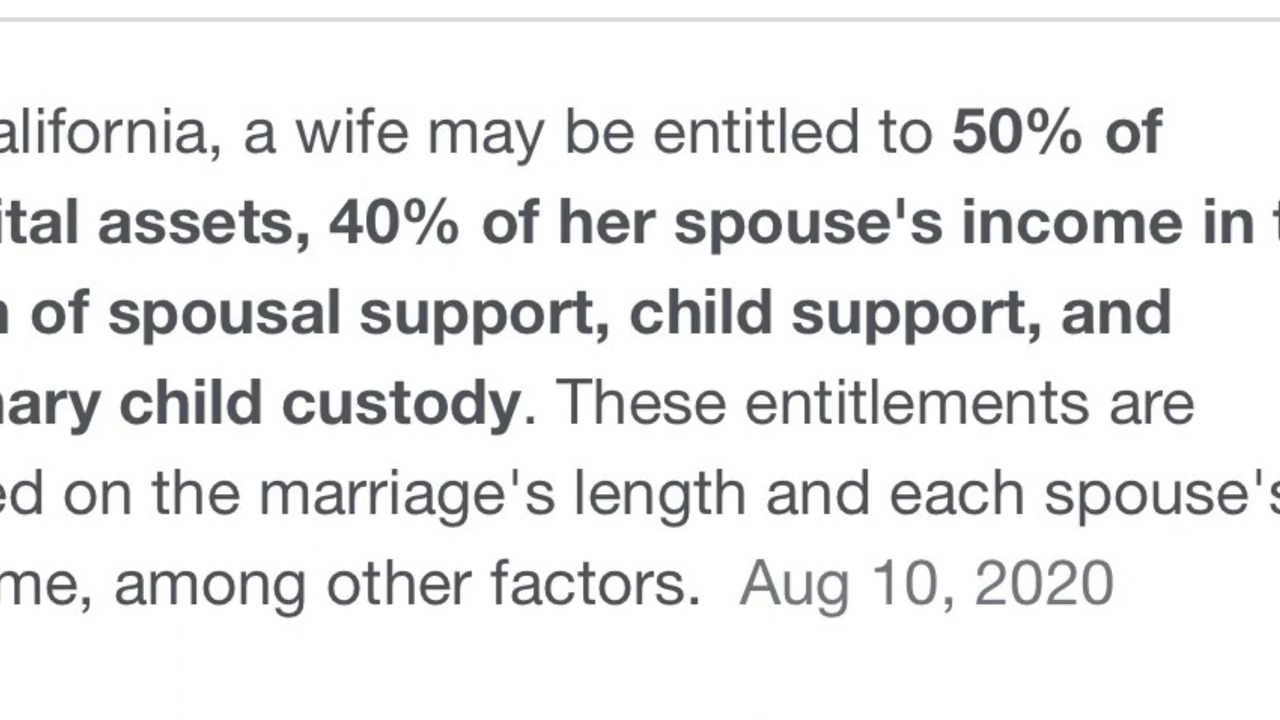 alifornia, a wife may be entitled to 50% of
ital assets, 40% of her spouse's income in t
n of spousal support, child support, and
nary child custody. These entitlements are
ed on the marriage's length and each spouse's
me, among other factors. Aug 10, 2020